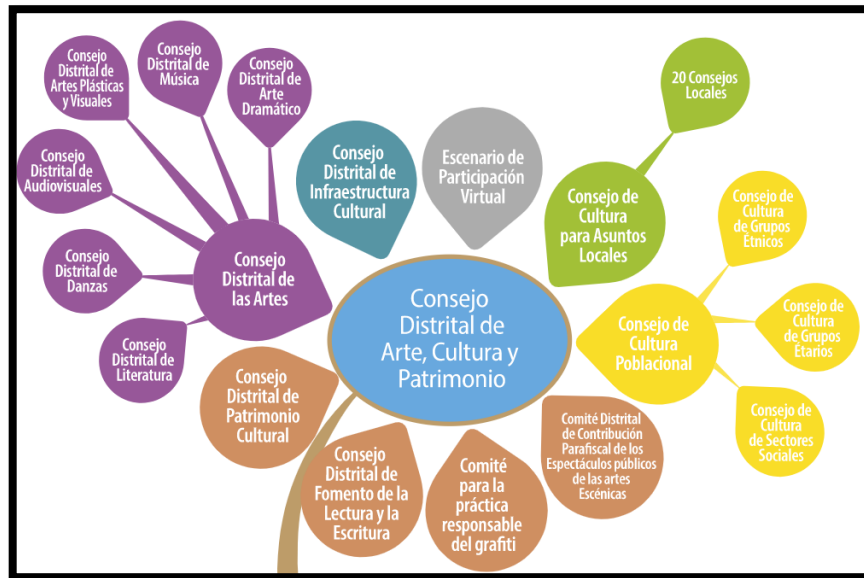 Consejo
Distrital de
Artes Plásticas
y Visuales
Consejo
Distrital de
Música
Consejo
Distrital de
Arte
Dramático
Consejo
Distrital de
Audiovisuales
Consejo
Distrital de
Danzas
Consejo
Distrital de
Literatura
Consejo
Distrital de
las Artes
Consejo
Distrital de
Infraestructura
Cultural
Escenario de
Participación
Virtual
20 Consejos
Locales
Consejo de
Cultura
para Asuntos
Locales
Consejo de
Cultura
de Grupos
Étnicos
Consejo de
Cultura
de Grupos
Étarios
Consejo de
Cultura
de Sectores
Sociales
Consejo de
Cultura
Poblacional
Consejo
Distrital de
Arte, Cultura y
Patrimonio
Consejo
Distrital de
Patrimonio
Cultural
Consejo
Distrital de
Fomento de la
Lectura y la
Escritura
Comité
para la
práctica
responsable
del grafiti
Comité Distrital
de Contribución
Parafiscal de los
Espectáculos públicos
de las artes
Escénicas